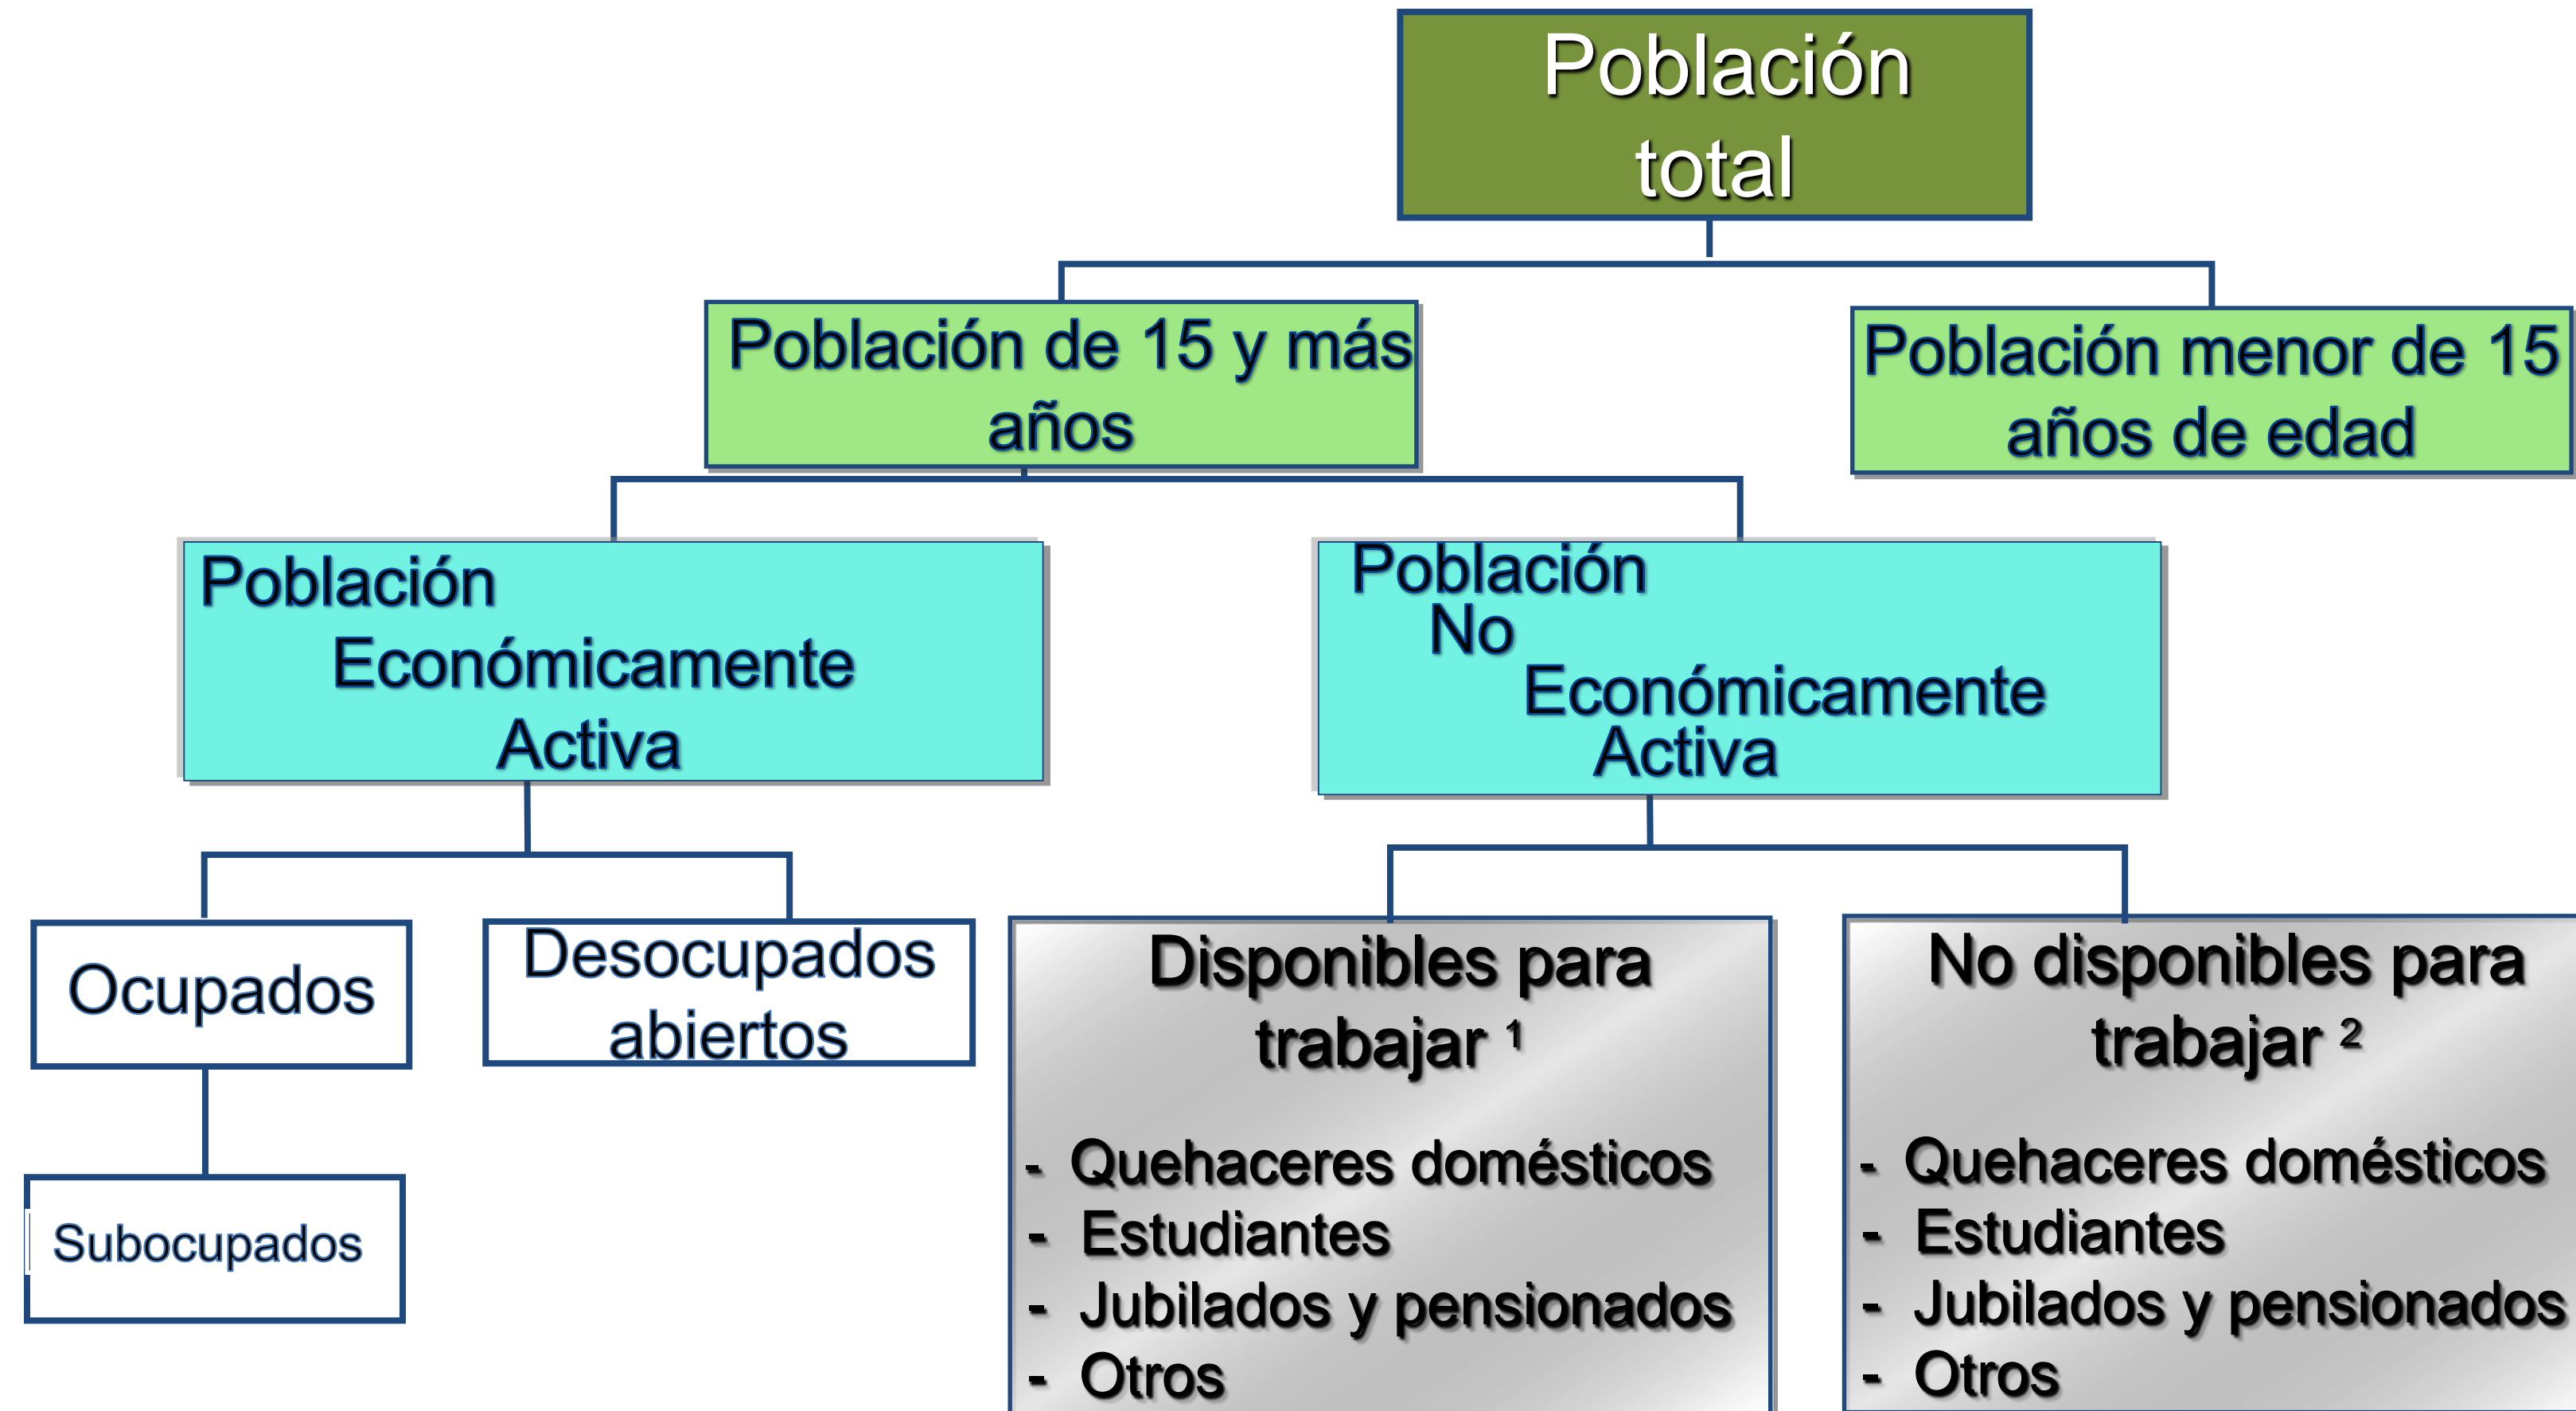 Población
total
Población de 15 y más
años
Población menor de 15
años de edad
Población
Económicamente
Activa
Población
No
Económicamente
Activa
Ocupados
Desocupados
abiertos
Subocupados
Disponibles para
trabajar ¹
- Quehaceres domésticos
- Estudiantes
- Jubilados y pensionados
- Otros
No disponibles para
trabajar ²
- Quehaceres domésticos
- Estudiantes
- Jubilados y pensionados
- Otros